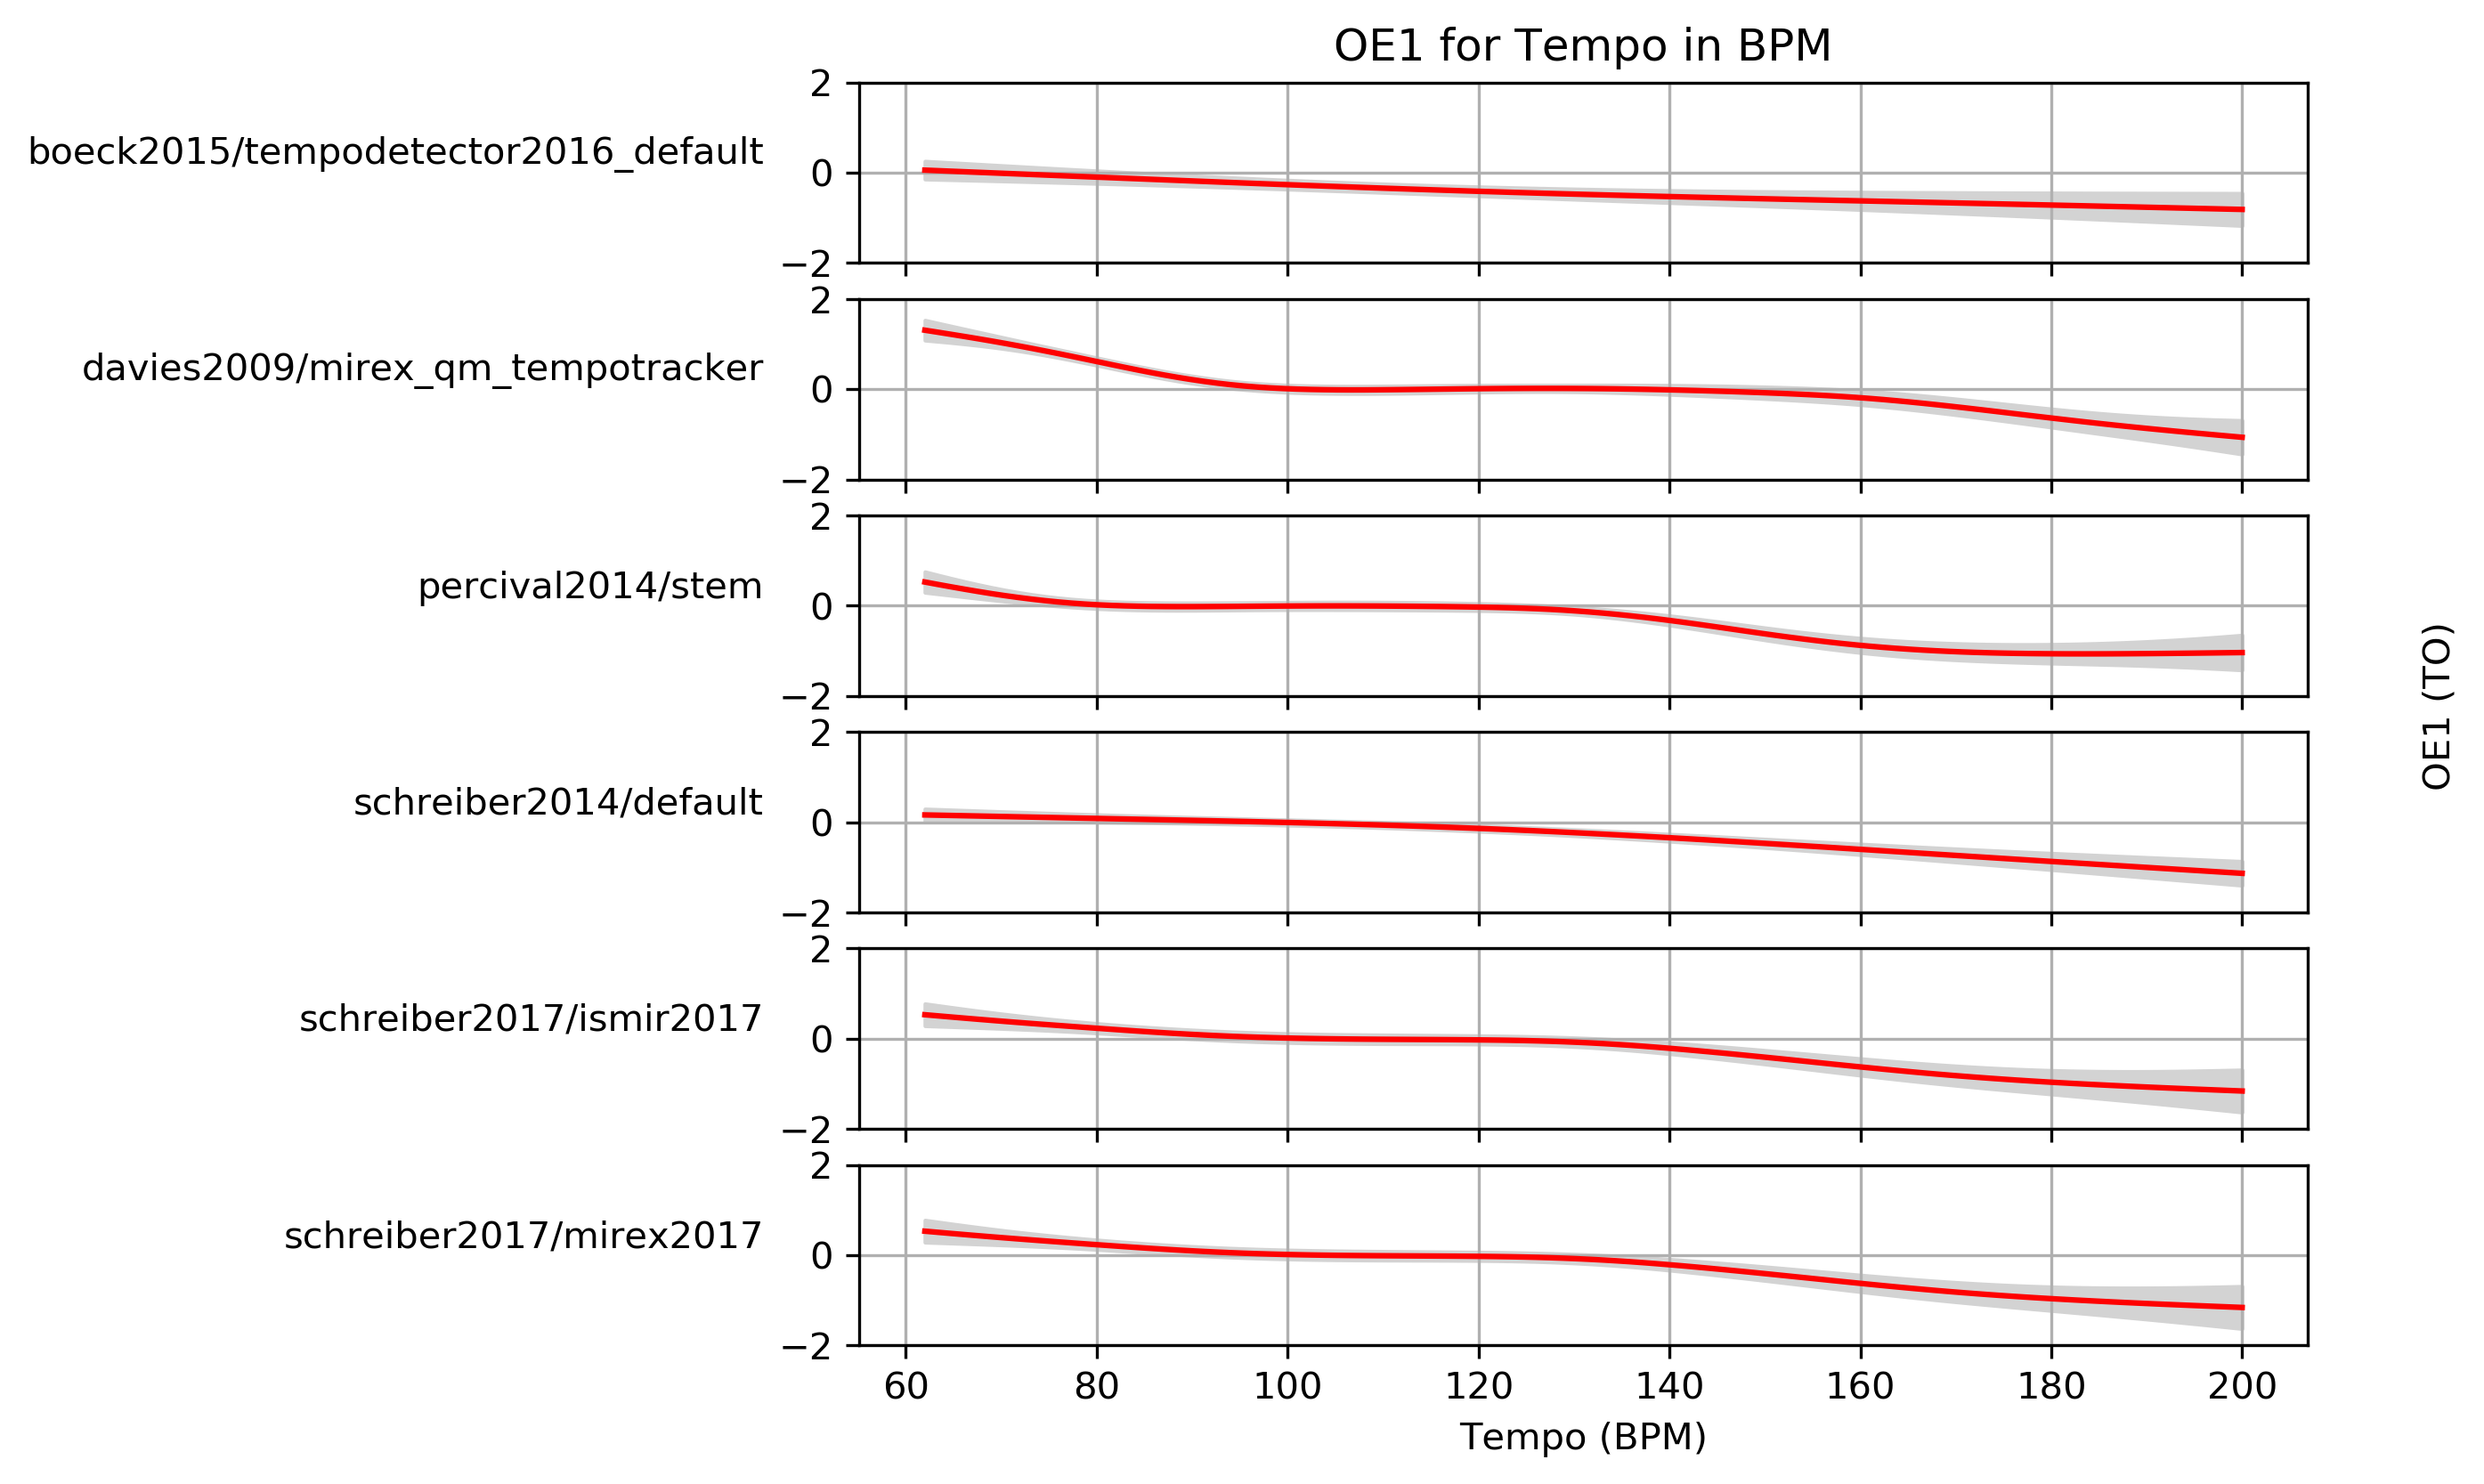 OE1 for Tempo in BPM
boeck2015/tempodetector2016_default
2
0
−2
davies2009/mirex_qm_tempotracker
2
0
−2
percival2014/stem
2
0
−2
schreiber2014/default
2
0
−2
schreiber2017/ismir2017
2
0
−2
schreiber2017/mirex2017
2
0
−2
60 80 100 120 140 160 180 200
Tempo (BPM)
OE1 (TO)